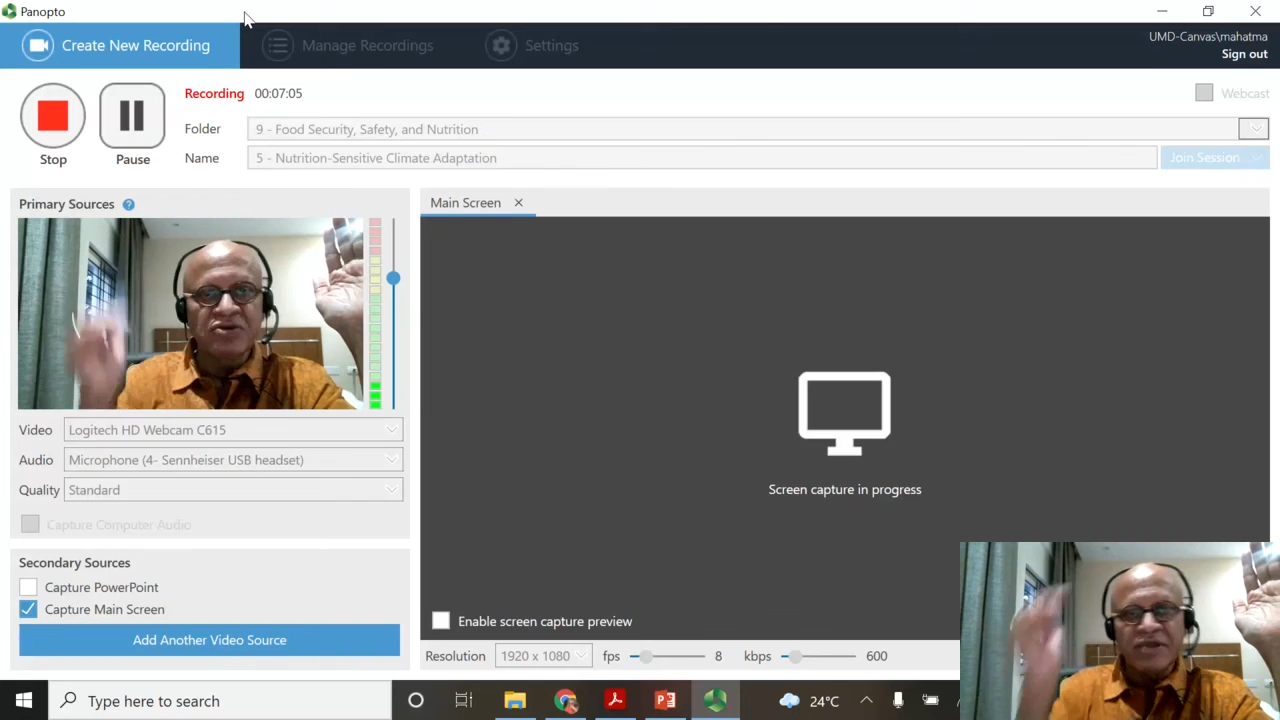 Panopto
Create New Recording
Manage Recordings
Settings
UMD-Canvas\mahatma
Sign out
Recording 00:07:05
Webcast
Folder 9 - Food Security, Safety, and Nutrition
Name 5 - Nutrition-Sensitive Climate Adaptation
Join Session
Stop
Pause
Primary Sources ?
Video Logitech HD Webcam C615
Audio Microphone (4- Sennheiser USB headset)
Quality Standard
Capture Computer Audio
Secondary Sources
Capture PowerPoint
Capture Main Screen
Add Another Video Source
Main Screen
Screen capture in progress
Enable screen capture preview
Resolution 1920 x 1080 fps 8 kbps 600
Type here to search
24°C